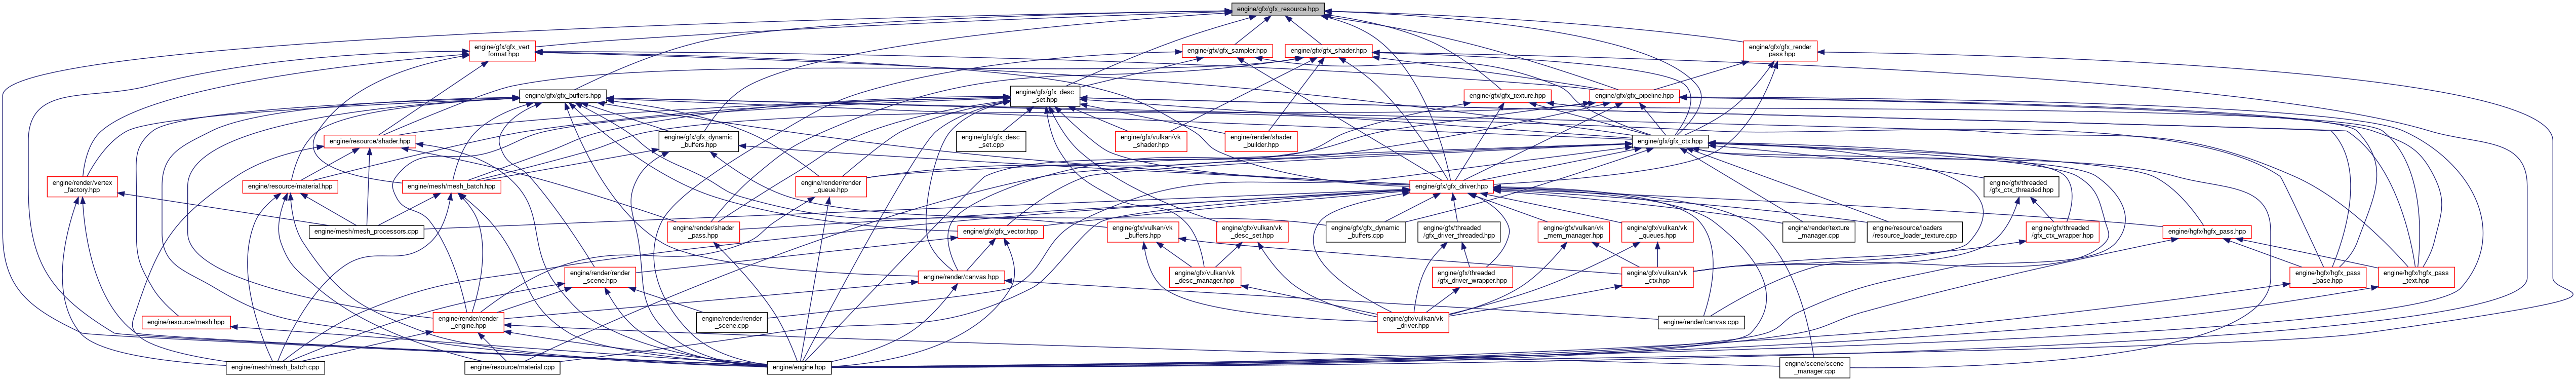 engine/gfx/gfx_resource.hpp
engine/gfx/gfx_vert
_format.hpp
engine/gfx/gfx_sampler.hpp
engine/gfx/gfx_shader.hpp
engine/gfx/gfx_render
_pass.hpp
engine/gfx/gfx_buffers.hpp
engine/gfx/gfx_desc
_set.hpp
engine/gfx/gfx_texture.hpp
engine/gfx/gfx_pipeline.hpp
engine/resource/shader.hpp
engine/gfx/gfx_dynamic
_buffers.hpp
engine/gfx/gfx_desc
_set.cpp
engine/gfx/vulkan/vk
_shader.hpp
engine/render/shader
_builder.hpp
engine/gfx/gfx_ctx.hpp
engine/render/vertex
_factory.hpp
engine/resource/material.hpp
engine/mesh/mesh_batch.hpp
engine/render/render
_queue.hpp
engine/gfx/gfx_driver.hpp
engine/gfx/threaded
/gfx_ctx_threaded.hpp
engine/mesh/mesh_processors.cpp
engine/render/shader
_pass.hpp
engine/gfx/gfx_vector.hpp
engine/gfx/vulkan/vk
_buffers.hpp
engine/gfx/vulkan/vk
_desc_set.hpp
engine/gfx/gfx_dynamic
_buffers.cpp
engine/gfx/threaded
/gfx_driver_threaded.hpp
engine/gfx/vulkan/vk
_mem_manager.hpp
engine/gfx/vulkan/vk
_queues.hpp
engine/render/texture
_manager.cpp
engine/resource/loaders
/resource_loader_texture.cpp
engine/gfx/threaded
/gfx_ctx_wrapper.hpp
engine/hgfx/hgfx_pass.hpp
engine/render/render
_scene.hpp
engine/render/canvas.hpp
engine/gfx/vulkan/vk
_desc_manager.hpp
engine/gfx/threaded
/gfx_driver_wrapper.hpp
engine/gfx/vulkan/vk
_ctx.hpp
engine/hgfx/hgfx_pass
_base.hpp
engine/hgfx/hgfx_pass
_text.hpp
engine/resource/mesh.hpp
engine/render/render
_engine.hpp
engine/render/render
_scene.cpp
engine/gfx/vulkan/vk
_driver.hpp
engine/render/canvas.cpp
engine/mesh/mesh_batch.cpp
engine/resource/material.cpp
engine/engine.hpp
engine/scene/scene
_manager.cpp